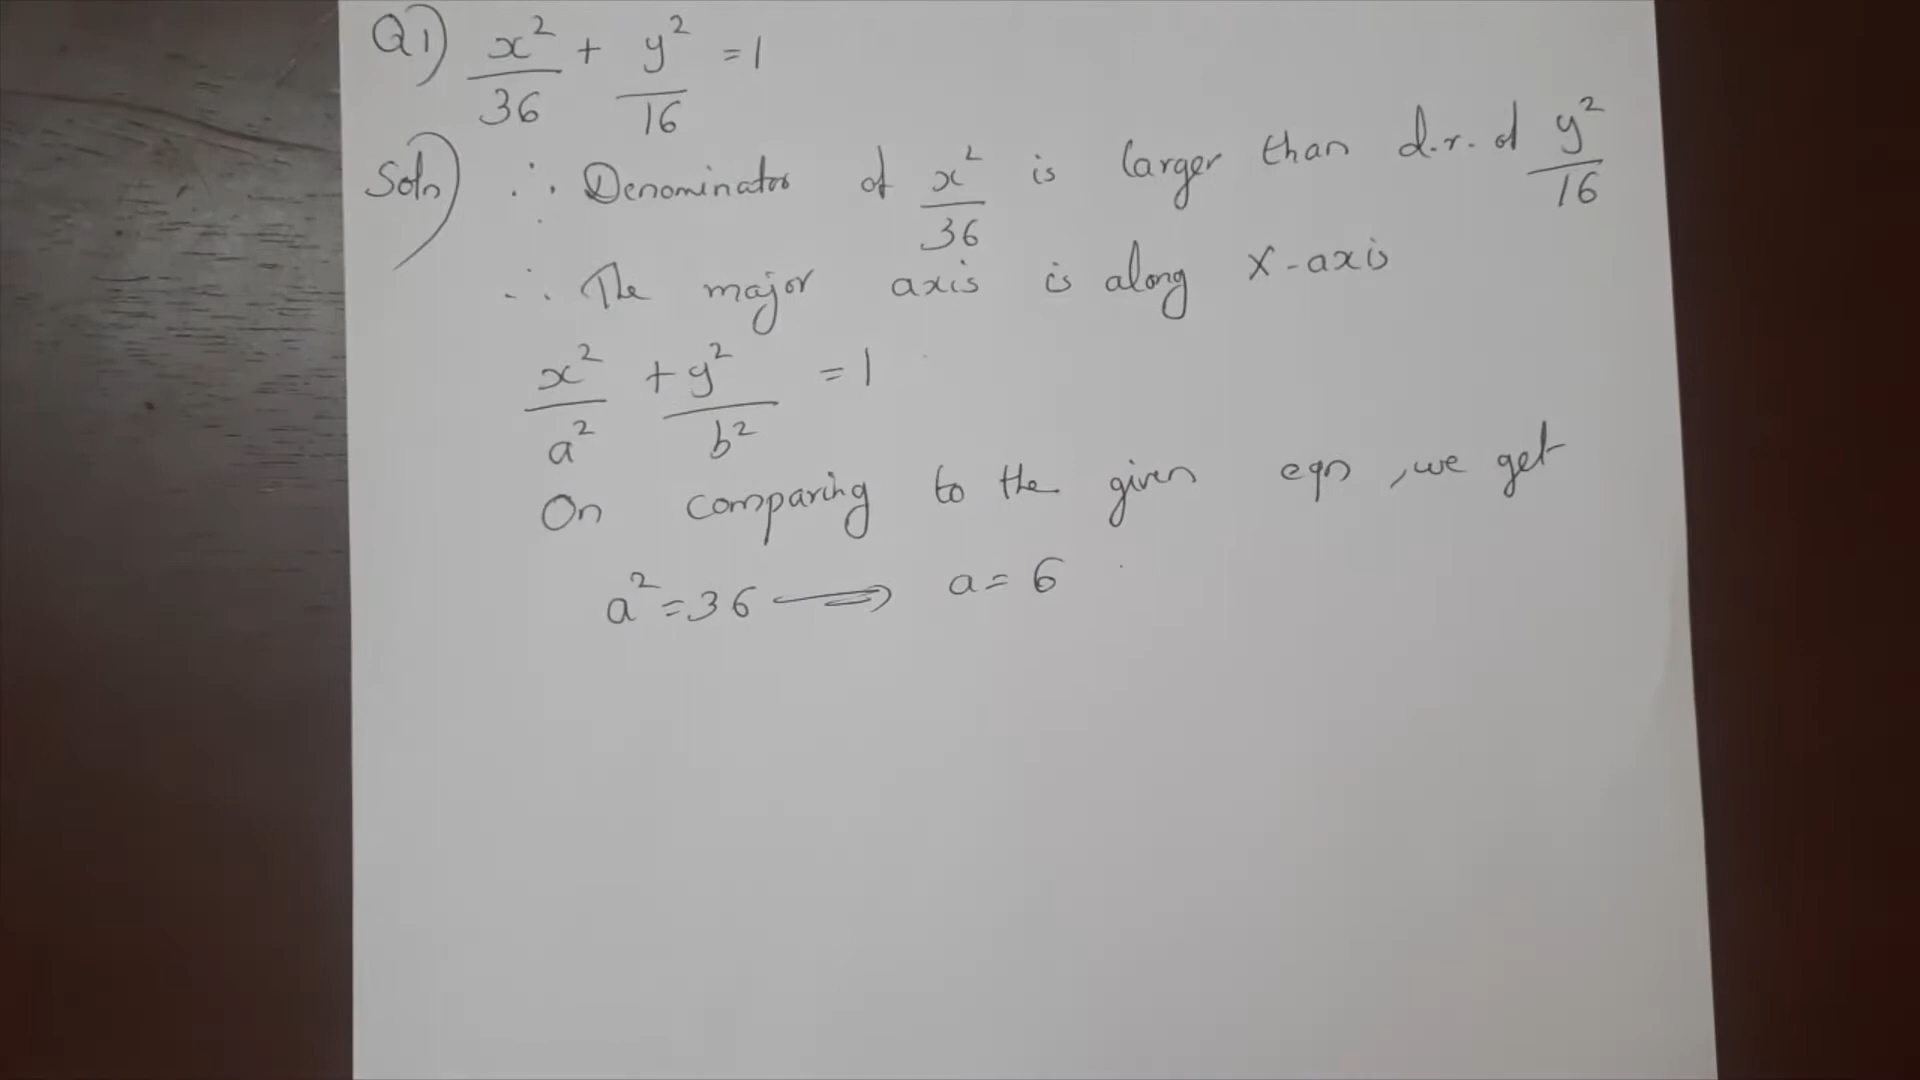 Q1) x²/36 + y²/16 = 1
Soln) ∵ Denominator of x²/36 is larger than d.r. of y²/16
∴ The major axis is along X-axis
x²/a² + y²/b² = 1
On comparing to the given eqn, we get
a² = 36 ⟹ a = 6